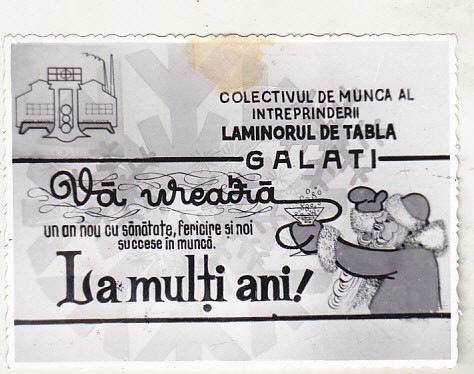 COLECTIVUL DE MUNCA AL
INTREPRINDERII
LAMINORUL DE TABLA
GALATI
Vă urează
un an nou cu sănătate, fericire și noi
succese în muncă.
La mulți ani!